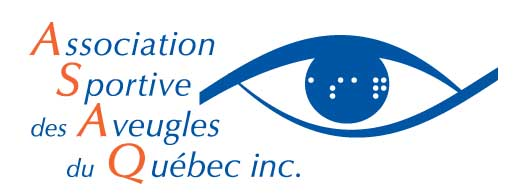 Association
Sportive
des Aveugles
du Québec inc.